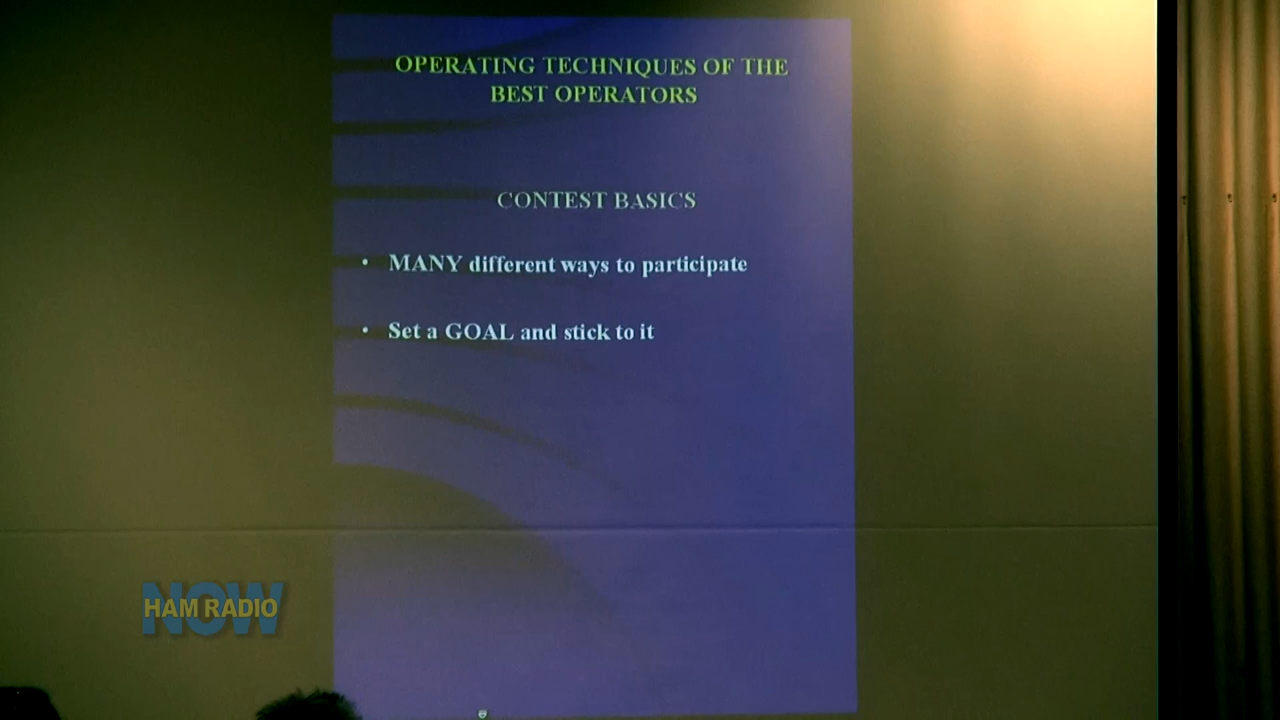 OPERATING TECHNIQUES OF THE
BEST OPERATORS
CONTEST BASICS
• MANY different ways to participate
• Set a GOAL and stick to it
NOW
HAM RADIO